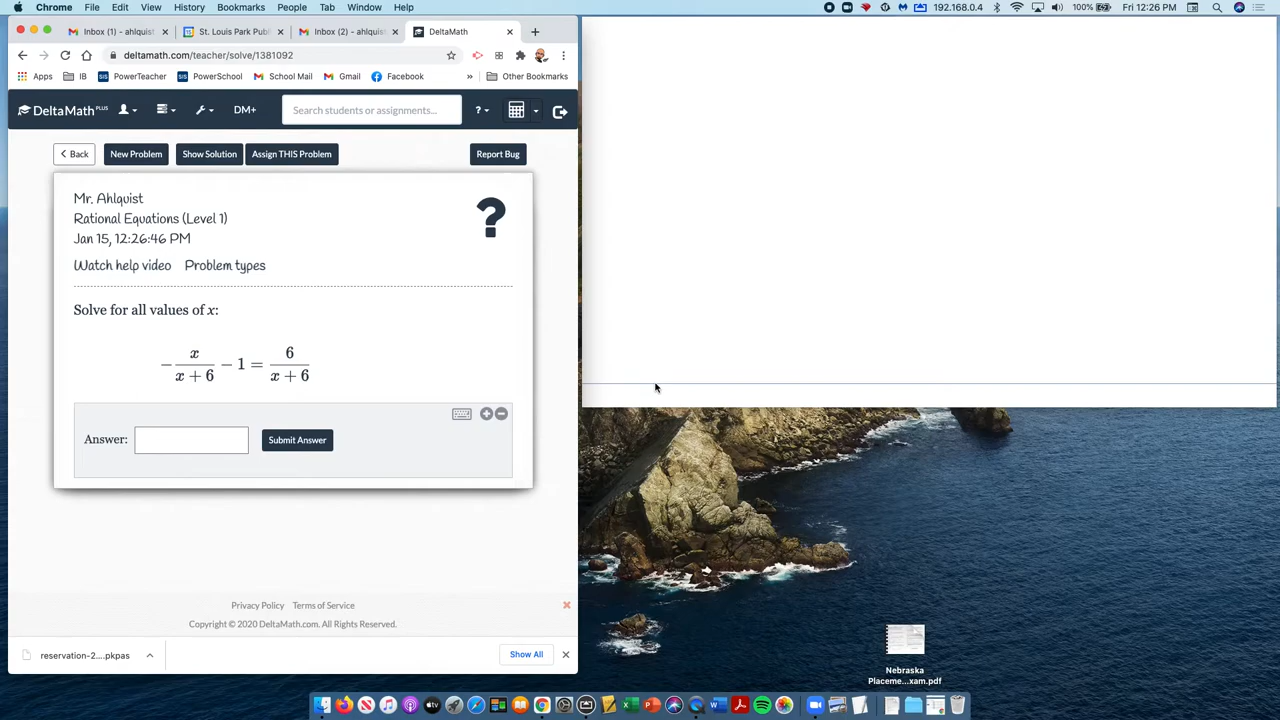 Chrome File Edit View History Bookmarks People Tab Window Help 192.168.0.4 100% Fri 12:26 PM
Inbox (1) - ahlquis St. Louis Park Publ Inbox (2) - ahlquist DeltaMath
deltamath.com/teacher/solve/1381092
Apps IB PowerTeacher PowerSchool School Mail Gmail Facebook » Other Bookmarks
DeltaMath PLUS DM+ Search students or assignments... ?
Back New Problem Show Solution Assign THIS Problem Report Bug
Mr. Ahlquist
Rational Equations (Level 1)
Jan 15, 12:26:46 PM
?
Watch help video Problem types
Solve for all values of x:
− x/(x + 6) − 1 = 6/(x + 6)
Answer: Submit Answer
Privacy Policy Terms of Service
Copyright © 2020 DeltaMath.com. All Rights Reserved.
reservation-2....pkpas Show All
Nebraska
Placeme...xam.pdf